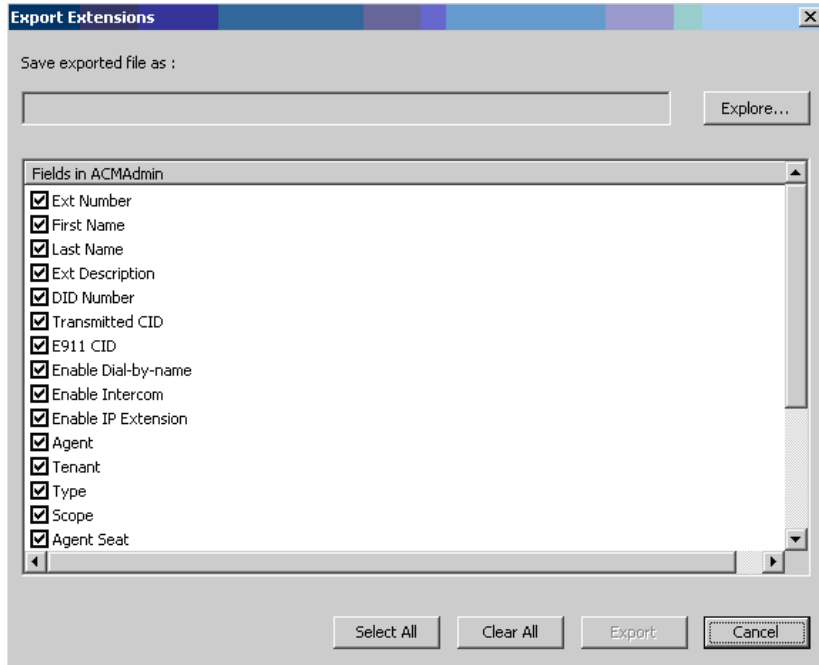 Export Extensions
Save exported file as :
Explore...
Fields in ACMAdmin
Ext Number
First Name
Last Name
Ext Description
DID Number
Transmitted CID
E911 CID
Enable Dial-by-name
Enable Intercom
Enable IP Extension
Agent
Tenant
Type
Scope
Agent Seat
Select All Clear All Export Cancel